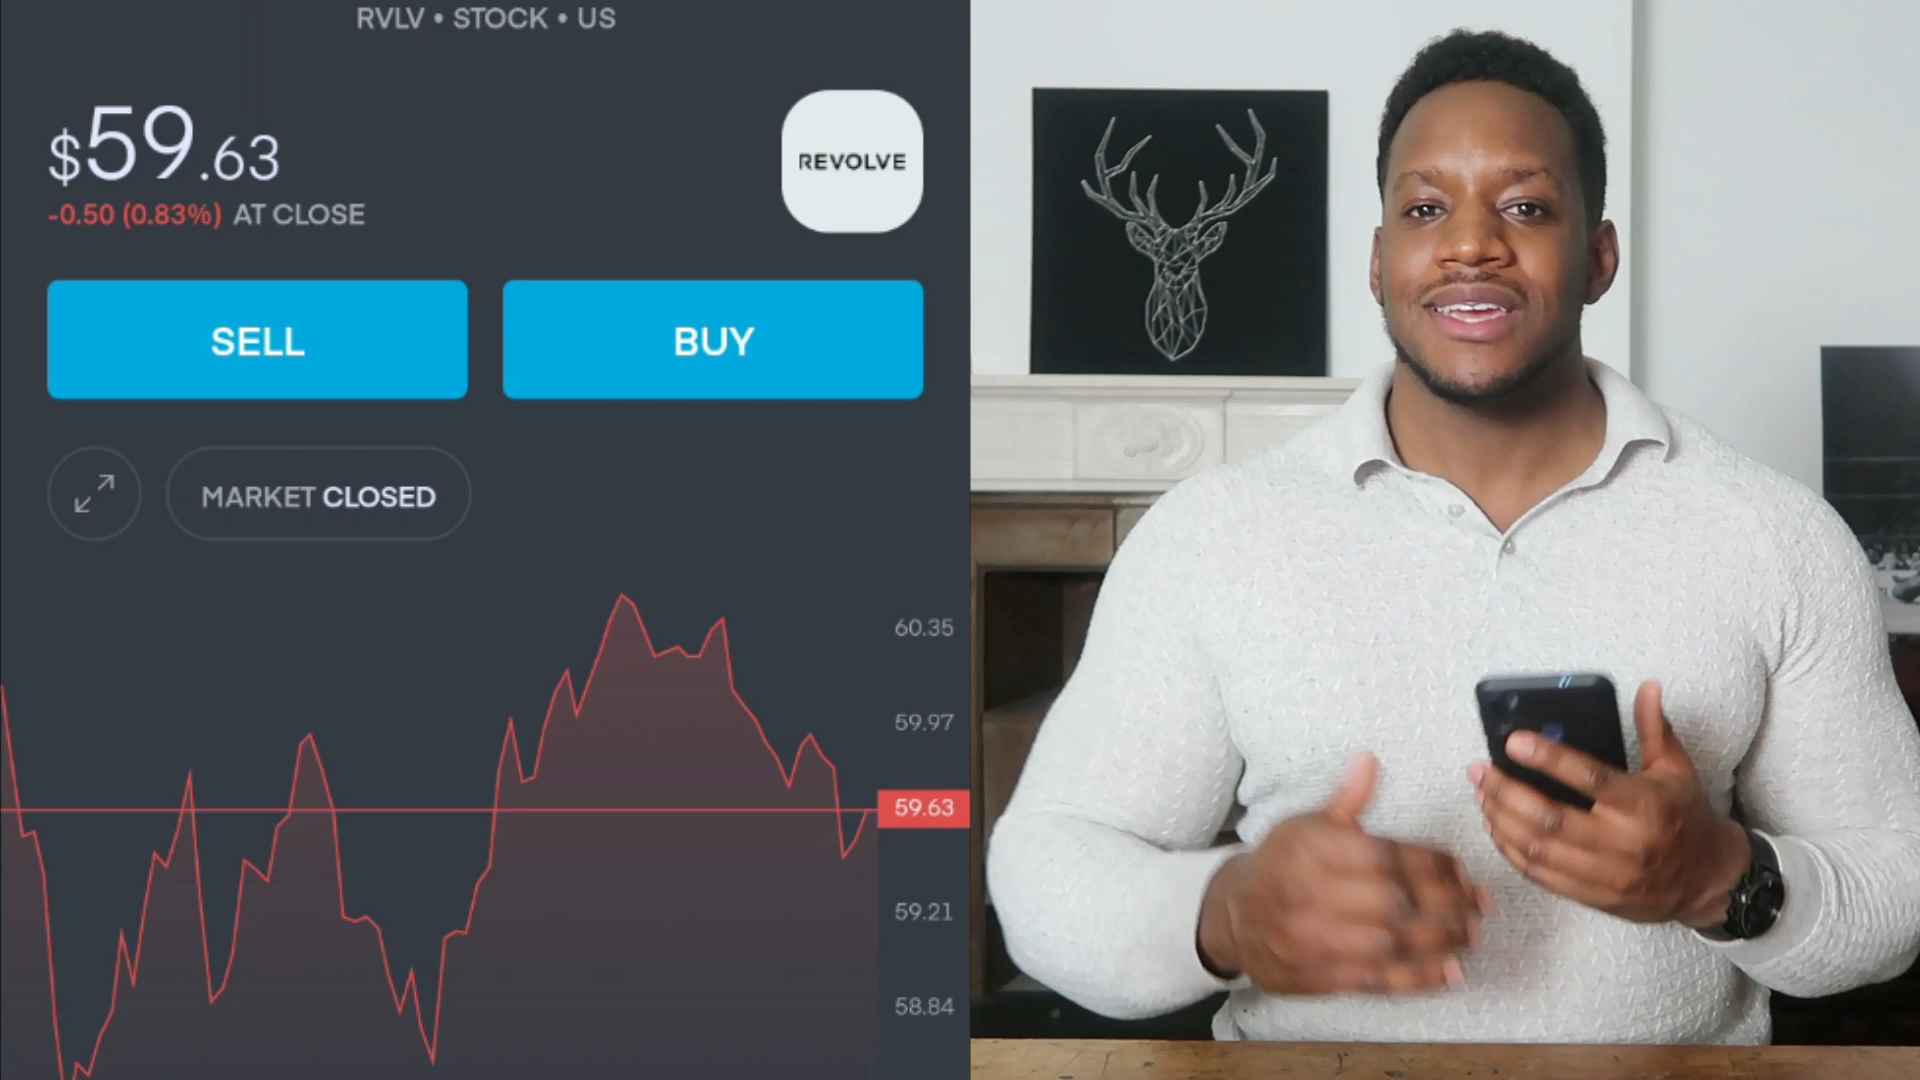 RVLV • STOCK • US
$59.63
REVOLVE
-0.50 (0.83%) AT CLOSE
SELL
BUY
MARKET CLOSED
60.35
59.97
59.63
59.21
58.84